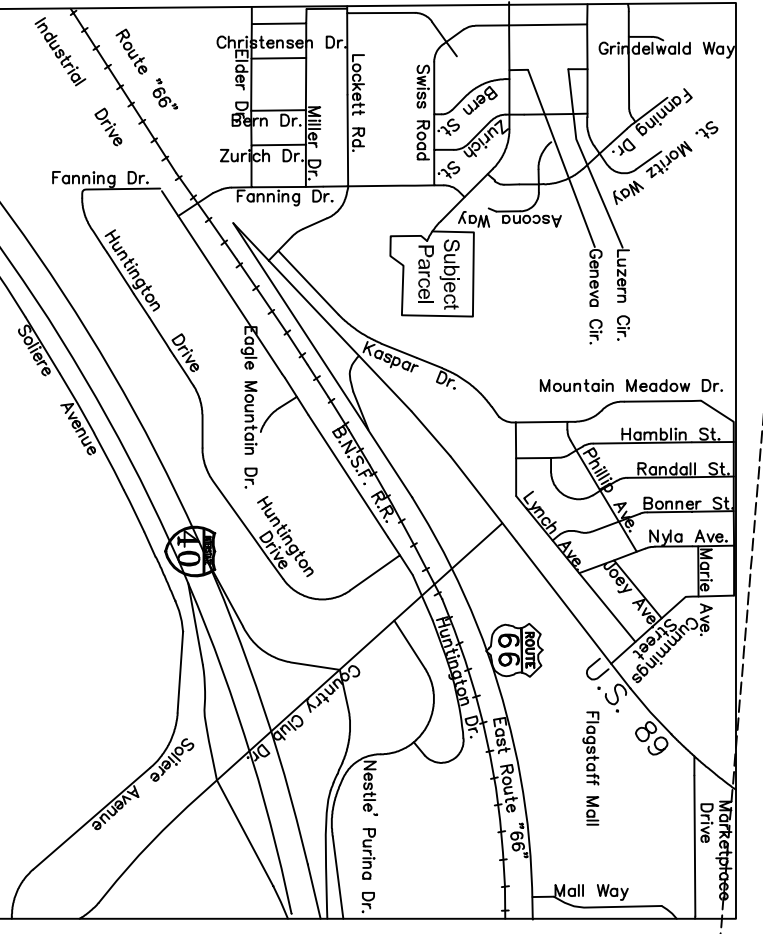 Christensen Dr.
Grindelwald Way
Industrial
Drive
Route "66"
Elder Dr.
Miller Dr.
Lockett Rd.
Swiss Road
Bern
St.
Zurich
St.
Fanning Dr.
St. Moritz Way
Bern Dr.
Zurich Dr.
Fanning Dr.
Fanning Dr.
Ascona Way
Subject
Parcel
Luzern Cir.
Geneva Cir.
Huntington
Drive
Soliere
Avenue
Eagle Mountain Dr.
Kaspar Dr.
Mountain Meadow Dr.
Hamblin St.
Randall St.
Bonner St.
Nyla Ave.
Phillip Ave.
Lynch Ave.
Joey Ave.
Marie Ave.
Cummings
Street
B.N.S.F. R.R.
Huntington
Drive
40
ROUTE
66
Huntington Dr.
U.S. 89
Country Club Dr.
East Route "66"
Flagstaff Mall
Soliere
Avenue
Nestle' Purina Dr.
Marketplace
Drive
Mall Way